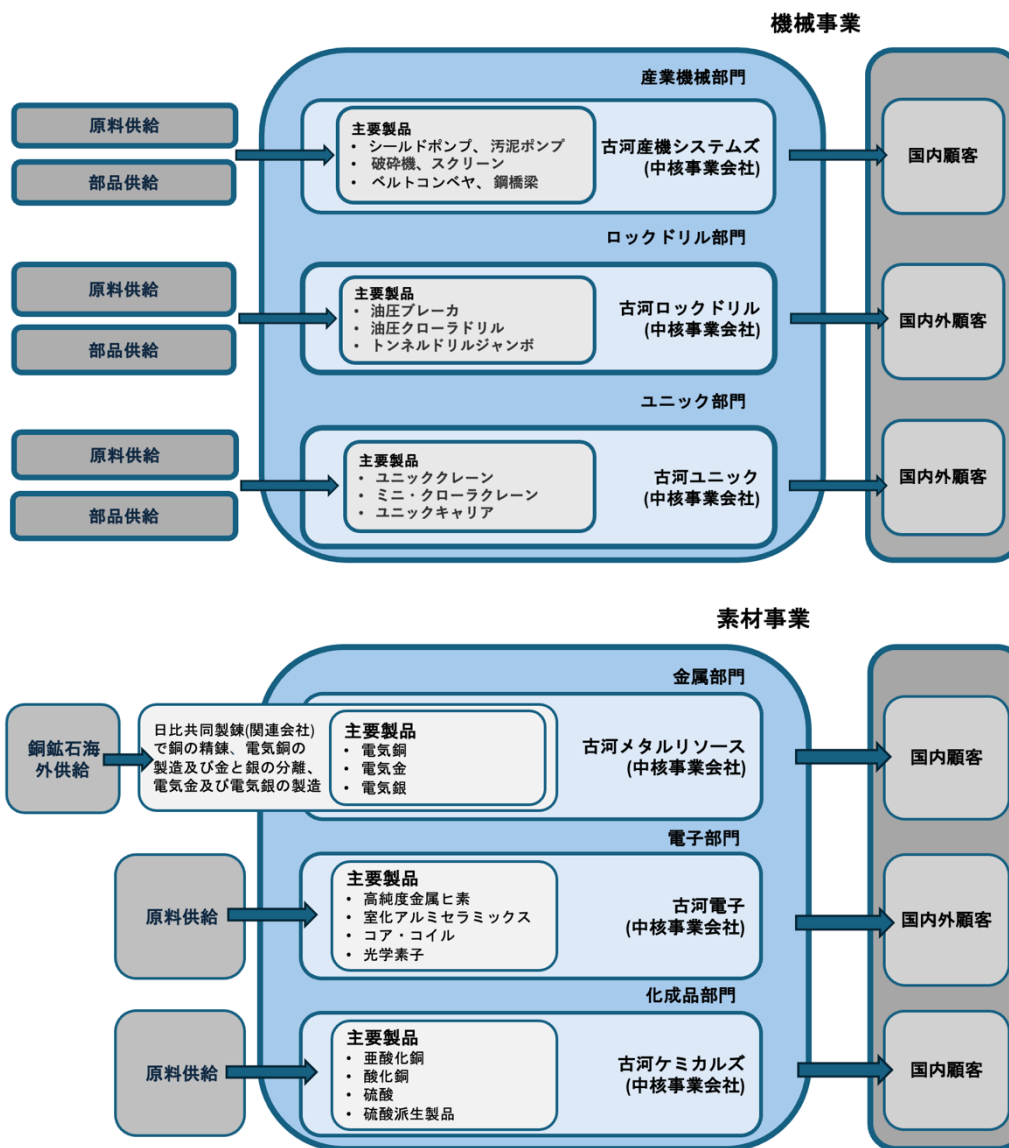 機械事業
産業機械部門
原料供給
部品供給
主要製品
• シールドポンプ、汚泥ポンプ
• 破砕機、スクリーン
• ベルトコンベヤ、鋼橋梁
古河産機システムズ
(中核事業会社)
国内顧客
ロックドリル部門
原料供給
部品供給
主要製品
• 油圧ブレーカ
• 油圧クローラドリル
• トンネルドリルジャンボ
古河ロックドリル
(中核事業会社)
国内外顧客
ユニック部門
原料供給
部品供給
主要製品
• ユニッククレーン
• ミニ・クローラクレーン
• ユニックキャリア
古河ユニック
(中核事業会社)
国内外顧客
素材事業
金属部門
銅鉱石海
外供給
日比共同製錬(関連会社)
で銅の精錬、電気銅の
製造及び金と銀の分離、
電気金及び電気銀の製造
主要製品
• 電気銅
• 電気金
• 電気銀
古河メタルリソース
(中核事業会社)
国内顧客
電子部門
原料供給
主要製品
• 高純度金属ヒ素
• 室化アルミセラミックス
• コア・コイル
• 光学素子
古河電子
(中核事業会社)
国内外顧客
化成品部門
原料供給
主要製品
• 亜酸化銅
• 酸化銅
• 硫酸
• 硫酸派生製品
古河ケミカルズ
(中核事業会社)
国内顧客